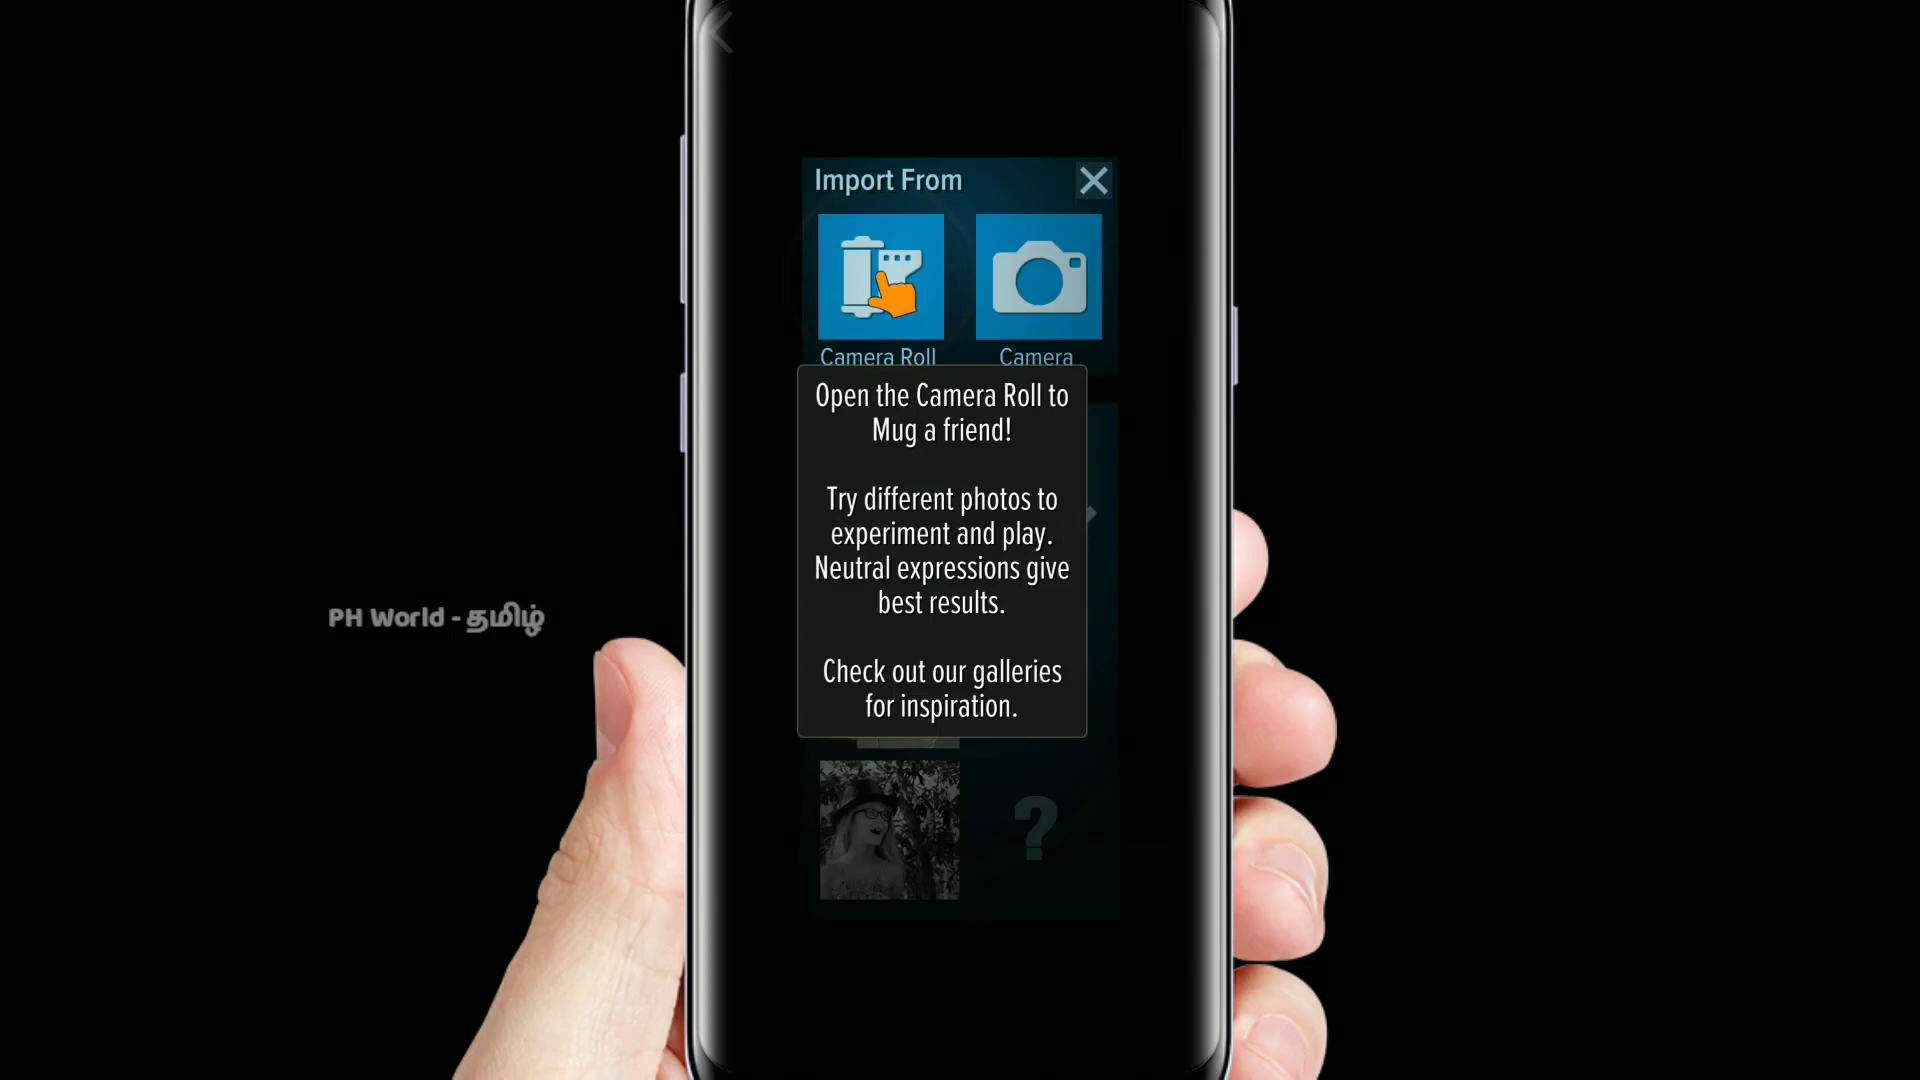 Import From
Camera Roll
Camera
Open the Camera Roll to
Mug a friend!
Try different photos to
experiment and play.
Neutral expressions give
best results.
Check out our galleries
for inspiration.
?
PH World - தமிழ்